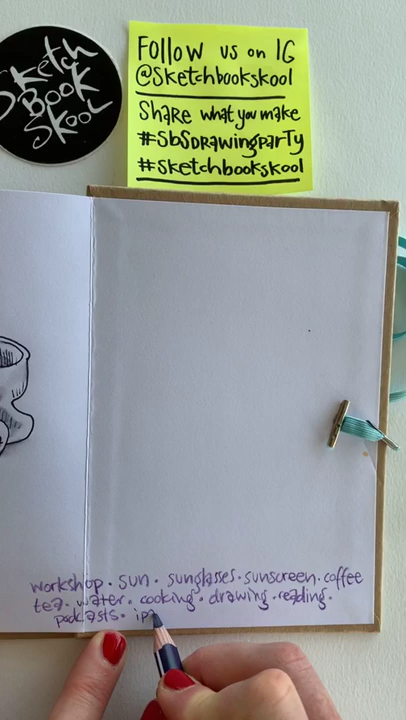 Sketch
Book
Skool
Follow us on IG
@Sketchbookskool
Share what you make
#SbSDrawingParTy
#Sketchbookskool
workshop · sun · sunglasses · sunscreen · coffee
tea · water · cooking · drawing · reading ·
podcasts · ip